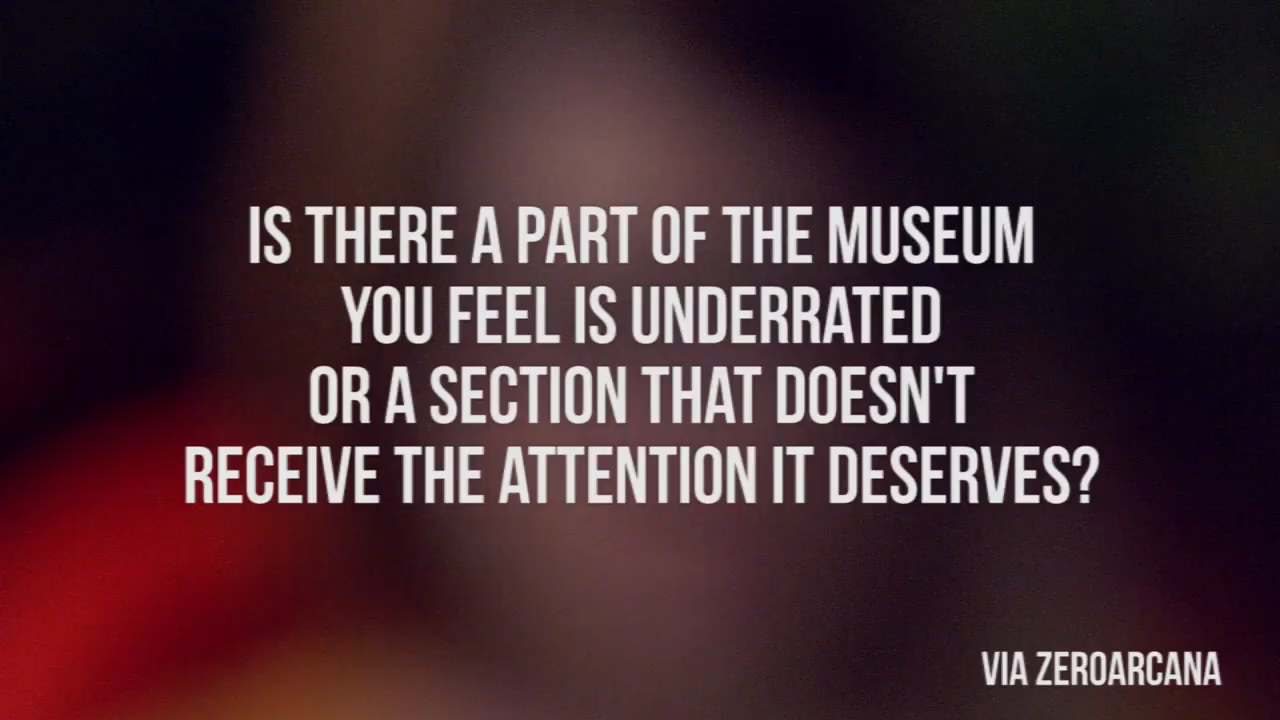 IS THERE A PART OF THE MUSEUM
YOU FEEL IS UNDERRATED
OR A SECTION THAT DOESN'T
RECEIVE THE ATTENTION IT DESERVES?
VIA ZEROARCANA